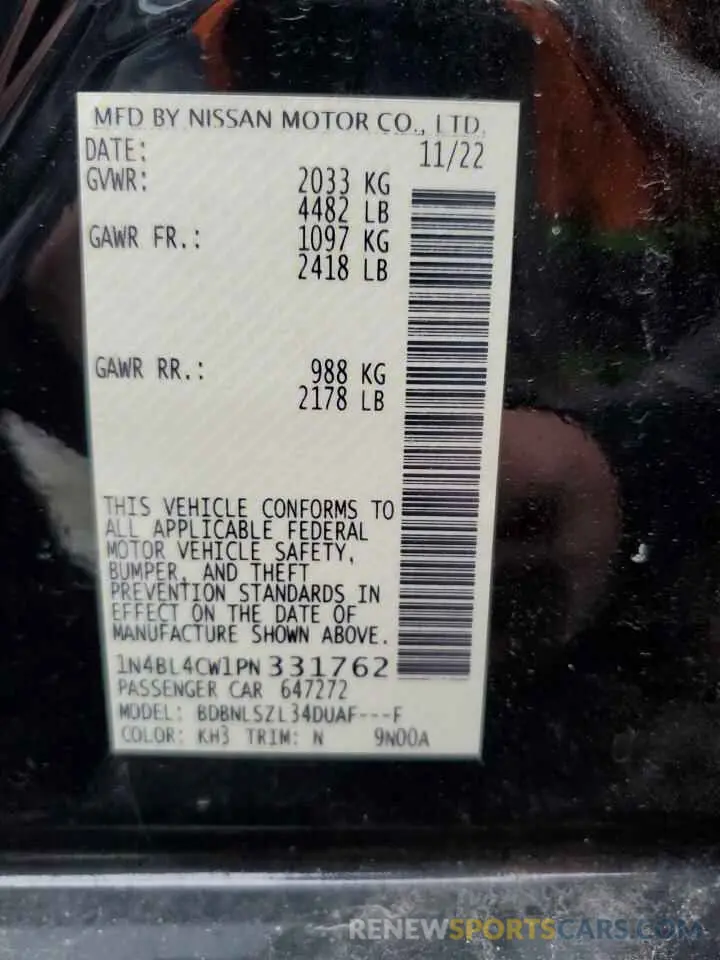 MFD BY NISSAN MOTOR CO., LTD.
DATE: 11/22
GVWR: 2033 KG
4482 LB
GAWR FR.: 1097 KG
2418 LB
GAWR RR.: 988 KG
2178 LB
THIS VEHICLE CONFORMS TO
ALL APPLICABLE FEDERAL
MOTOR VEHICLE SAFETY,
BUMPER, AND THEFT
PREVENTION STANDARDS IN
EFFECT ON THE DATE OF
MANUFACTURE SHOWN ABOVE.
1N4BL4CW1PN331762
PASSENGER CAR 647272
MODEL: BDBNLSZL34DUAF---F
COLOR: KH3 TRIM: N 9N00A
RENEWSPORTSCARS.COM